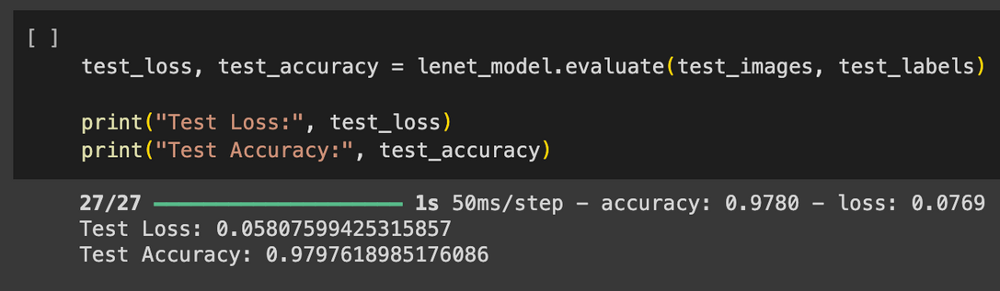 [ ]
test_loss, test_accuracy = lenet_model.evaluate(test_images, test_labels)
print("Test Loss:", test_loss)
print("Test Accuracy:", test_accuracy)
27/27 ━━━━━━━━━━━━━━━━━━━━ 1s 50ms/step - accuracy: 0.9780 - loss: 0.0769
Test Loss: 0.05807599425315857
Test Accuracy: 0.9797618985176086